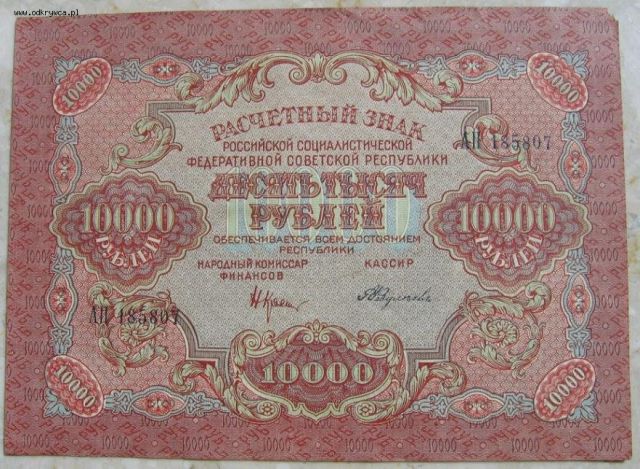 www.odkrywca.pl
10000
10000
РАСЧЕТНЫЙ ЗНАК
РОССИЙСКОЙ СОЦИАЛИСТИЧЕСКОЙ
ФЕДЕРАТИВНОЙ СОВЕТСКОЙ РЕСПУБЛИКИ
АП 185807
ДЕСЯТЬ ТЫСЯЧ
РУБЛЕЙ
10000
РУБЛЕЙ
10000
РУБЛЕЙ
ОБЕСПЕЧИВАЕТСЯ ВСЕМ ДОСТОЯНИЕМ
РЕСПУБЛИКИ
НАРОДНЫЙ КОМИССАР
ФИНАНСОВ
КАССИР
АП 185807
10000
10000
10000